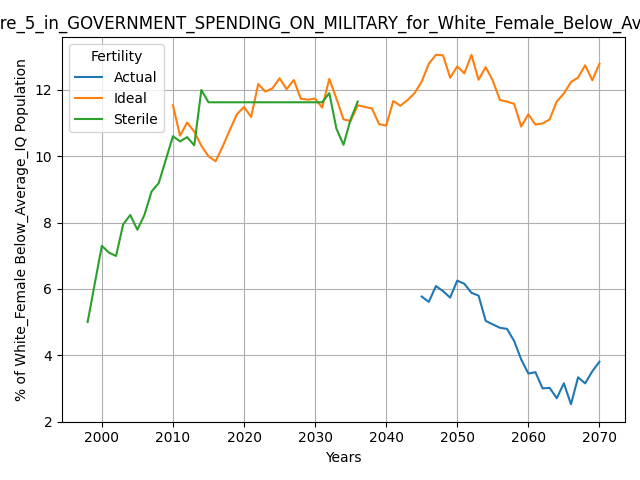 re_5_in_GOVERNMENT_SPENDING_ON_MILITARY_for_White_Female_Below_Av
Fertility
Actual
Ideal
Sterile
% of White_Female Below_Average_IQ Population
12
10
8
6
4
2
2000 2010 2020 2030 2040 2050 2060 2070
Years